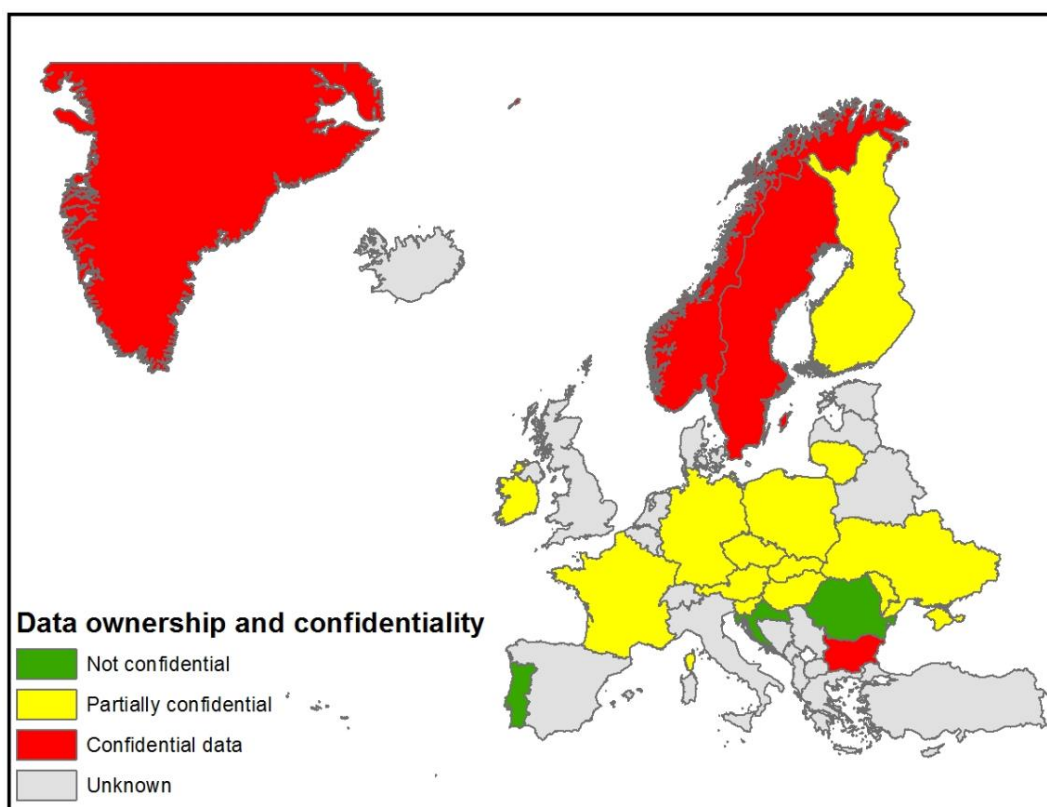 Data ownership and confidentiality
Not confidential
Partially confidential
Confidential data
Unknown